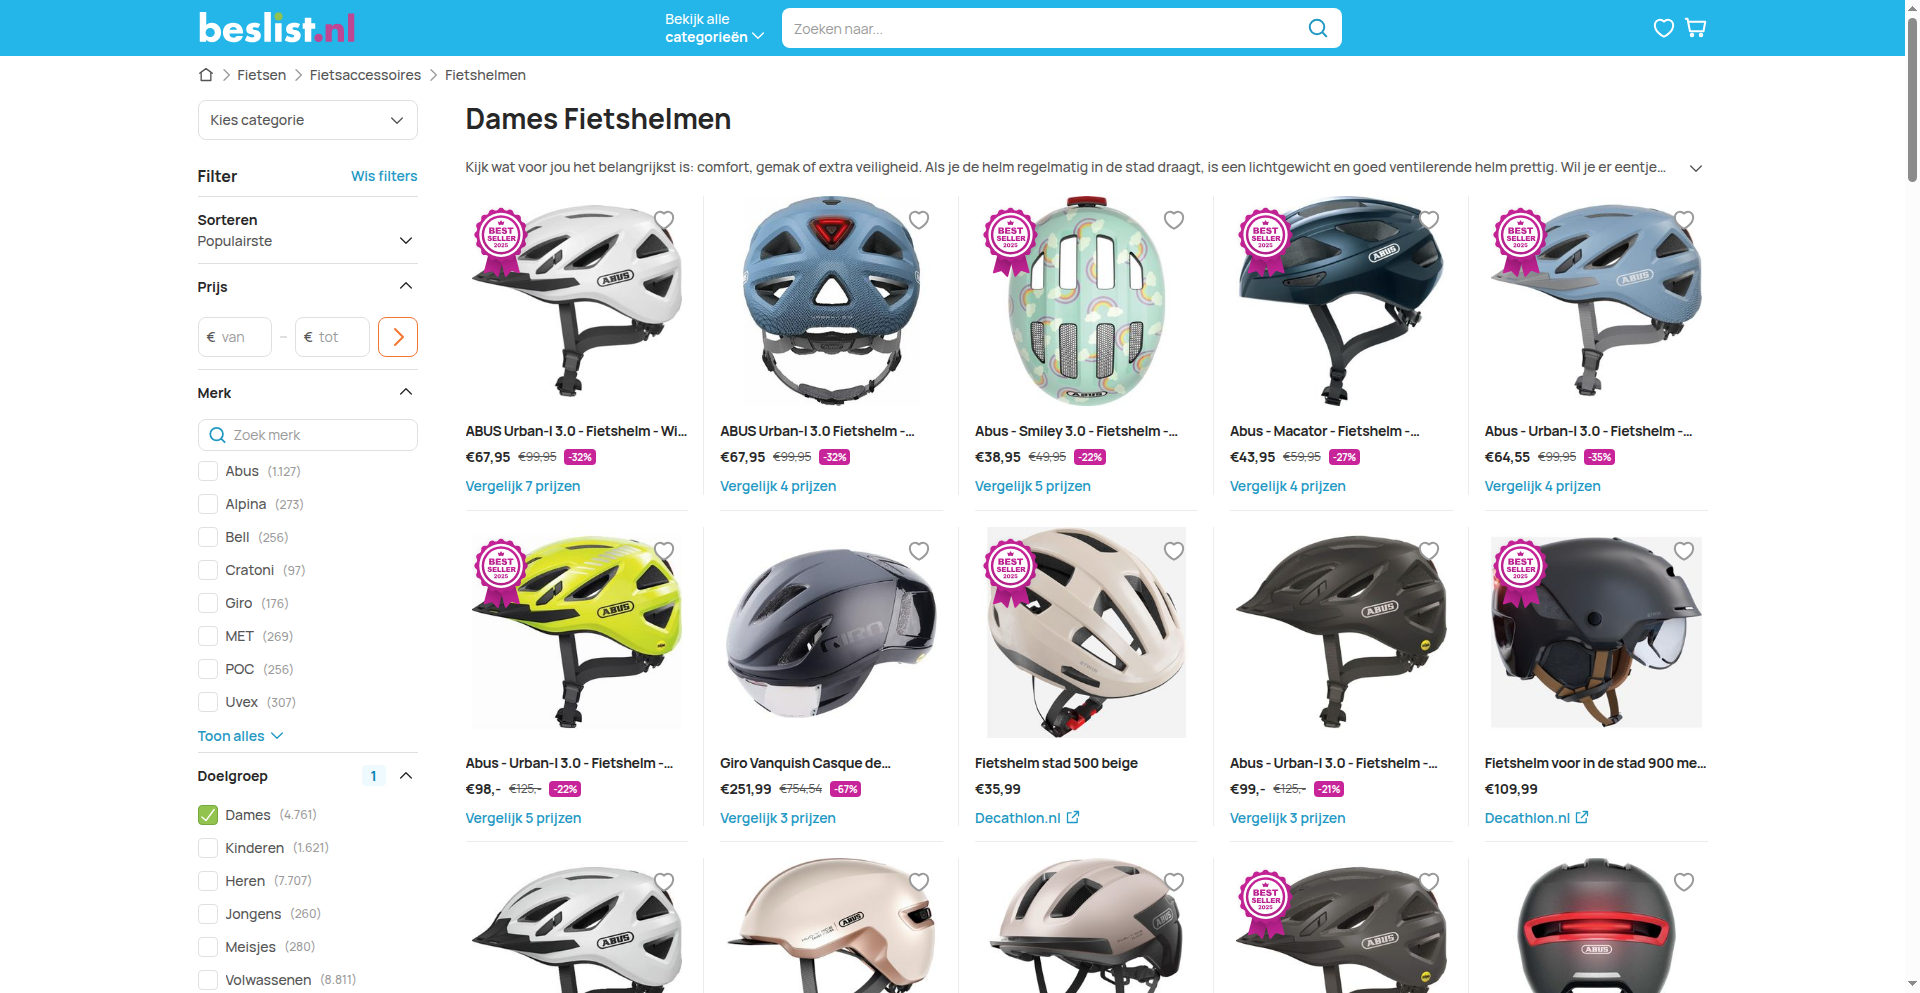 beslist.nl
Bekijk alle
categorieën
Zoeken naar...
Fietsen
Fietsaccessoires
Fietshelmen
Kies categorie
Dames Fietshelmen
Kijk wat voor jou het belangrijkst is: comfort, gemak of extra veiligheid. Als je de helm regelmatig in de stad draagt, is een lichtgewicht en goed ventilerende helm prettig. Wil je er eentje...
Filter
Wis filters
Sorteren
Populairste
Prijs
€ van
–
€ tot
Merk
Zoek merk
Abus (1.127)
Alpina (273)
Bell (256)
Cratoni (97)
Giro (176)
MET (269)
POC (256)
Uvex (307)
Toon alles
Doelgroep
1
Dames (4.761)
Kinderen (1.621)
Heren (7.707)
Jongens (260)
Meisjes (280)
Volwassenen (8.811)
BEST
SELLER
2025
ABUS
ABUS Urban-I 3.0 - Fietshelm - Wi...
€67,95 €99,95 -32%
Vergelijk 7 prijzen
ABUS Urban-I 3.0 Fietshelm -...
€67,95 €99,95 -32%
Vergelijk 4 prijzen
BEST
SELLER
2025
ABUS
Abus - Smiley 3.0 - Fietshelm -...
€38,95 €49,95 -22%
Vergelijk 5 prijzen
BEST
SELLER
2025
ABUS
Abus - Macator - Fietshelm -...
€43,95 €59,95 -27%
Vergelijk 4 prijzen
BEST
SELLER
2025
ABUS
Abus - Urban-I 3.0 - Fietshelm -...
€64,55 €99,95 -35%
Vergelijk 4 prijzen
BEST
SELLER
2025
ABUS
Abus - Urban-I 3.0 - Fietshelm -...
€98,- €125,- -22%
Vergelijk 5 prijzen
GIRO
Giro Vanquish Casque de...
€251,99 €754,54 -67%
Vergelijk 3 prijzen
BEST
SELLER
2025
Fietshelm stad 500 beige
€35,99
Decathlon.nl
ABUS
Abus - Urban-I 3.0 - Fietshelm -...
€99,- €125,- -21%
Vergelijk 3 prijzen
BEST
SELLER
2025
Fietshelm voor in de stad 900 me...
€109,99
Decathlon.nl
ABUS
ABUS
ABUS
BEST
SELLER
2025
ABUS
ABUS